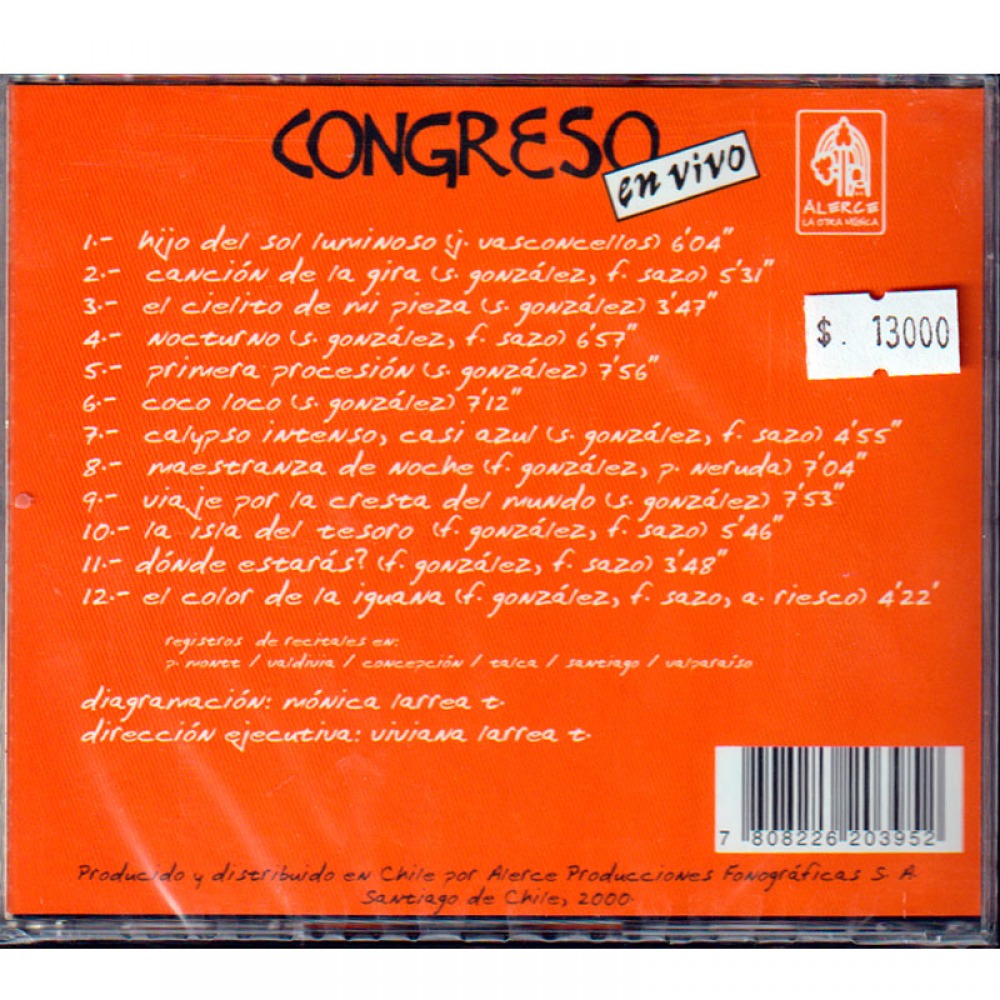 CONGRESO
en vivo
ALERCE
LA OTRA MÚSICA
1.- hijo del sol luminoso (j. vasconcellos) 6'04"
2.- canción de la gira (s. gonzález, f. sazo) 5'31"
3.- el cielito de mi pieza (s. gonzález) 3'47"
4.- nocturno (s. gonzález, f. sazo) 6'57"
5.- primera procesión (s. gonzález) 7'56"
6.- coco loco (s. gonzález) 7'12"
7.- calypso intenso, casi azul (s. gonzález, f. sazo) 4'55"
8.- maestranza de noche (f. gonzález, p. neruda) 7'04"
9.- viaje por la cresta del mundo (s. gonzález) 7'53"
10.- la isla del tesoro (f. gonzález, f. sazo) 5'46"
11.- dónde estarás? (f. gonzález, f. sazo) 3'48"
12.- el color de la iguana (f. gonzález, f. sazo, a. riesco) 4'22'
$. 13000
registros de recitales en:
p. montt / valdivia / concepción / talca / santiago / valparaíso
diagramación: mónica larrea t.
dirección ejecutiva: viviana larrea t.
7 808226 203952
Producido y distribuido en Chile por Alerce Producciones Fonográficas S. A.
Santiago de Chile, 2000.